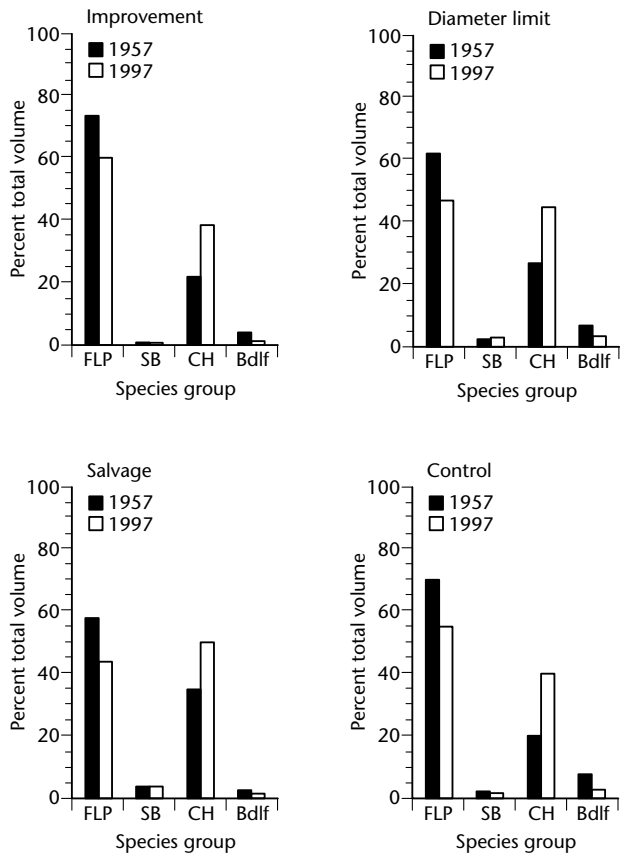 Improvement
1957
1997
Percent total volume
100
80
60
40
20
0
FLP SB CH Bdlf
Species group
Diameter limit
1957
1997
Percent total volume
100
80
60
40
20
0
FLP SB CH Bdlf
Species group
Salvage
1957
1997
Percent total volume
100
80
60
40
20
0
FLP SB CH Bdlf
Species group
Control
1957
1997
Percent total volume
100
80
60
40
20
0
FLP SB CH Bdlf
Species group